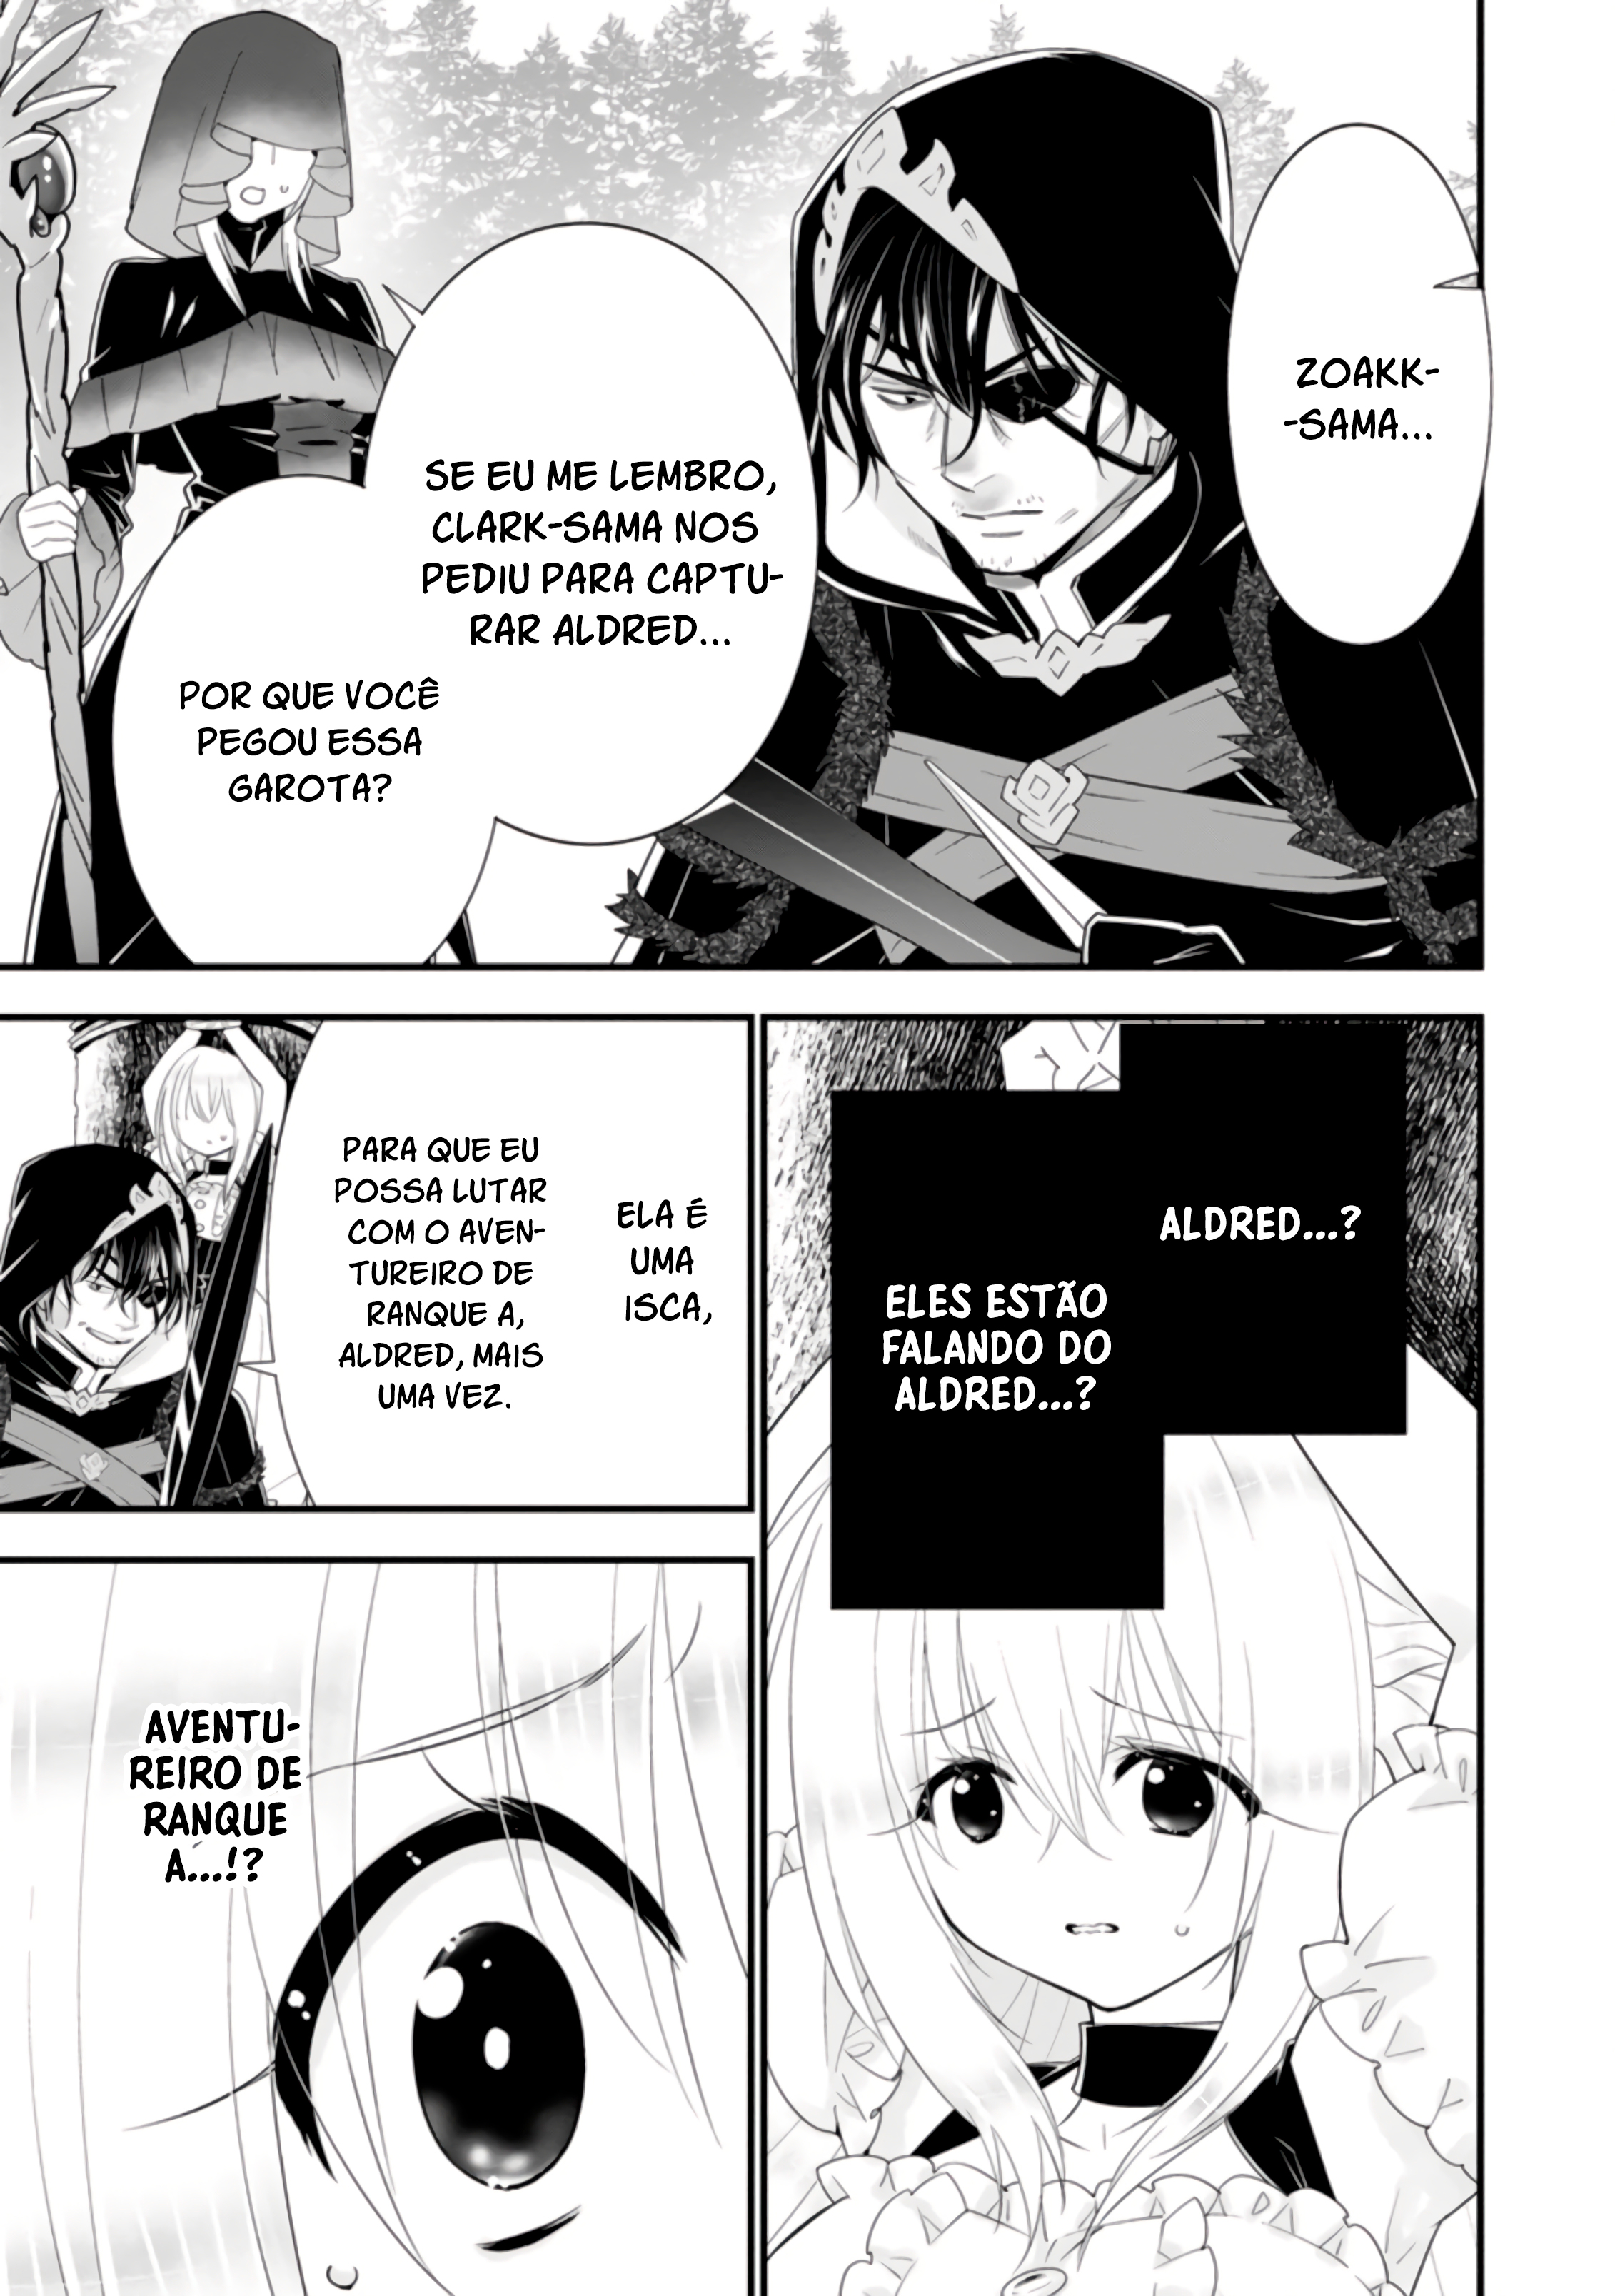 ZOAKK-
-SAMA...
SE EU ME LEMBRO,
CLARK-SAMA NOS
PEDIU PARA CAPTU-
RAR ALDRED...
POR QUE VOCÊ
PEGOU ESSA
GAROTA?
ALDRED...?
ELES ESTÃO
FALANDO DO
ALDRED...?
ELA É
UMA
ISCA,
PARA QUE EU
POSSA LUTAR
COM O AVEN-
TUREIRO DE
RANQUE A,
ALDRED, MAIS
UMA VEZ.
AVENTU-
REIRO DE
RANQUE
A...!?